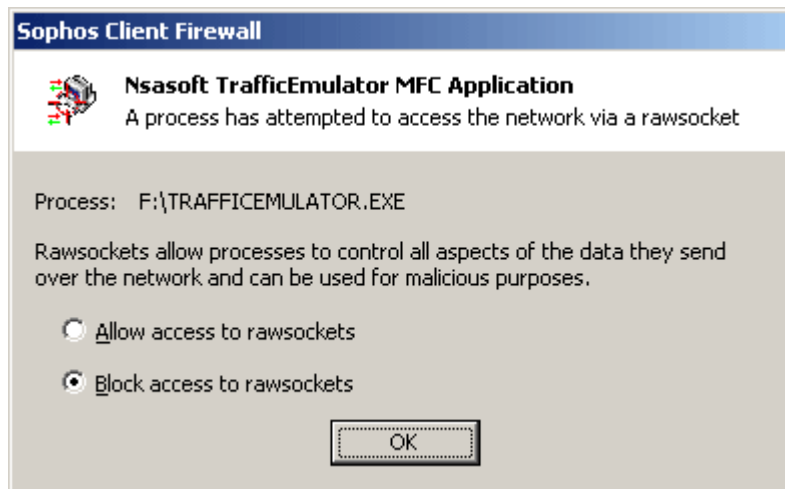 Sophos Client Firewall
Nsasoft TrafficEmulator MFC Application
A process has attempted to access the network via a rawsocket
Process: F:\TRAFFICEMULATOR.EXE
Rawsockets allow processes to control all aspects of the data they send
over the network and can be used for malicious purposes.
Allow access to rawsockets
Block access to rawsockets
OK